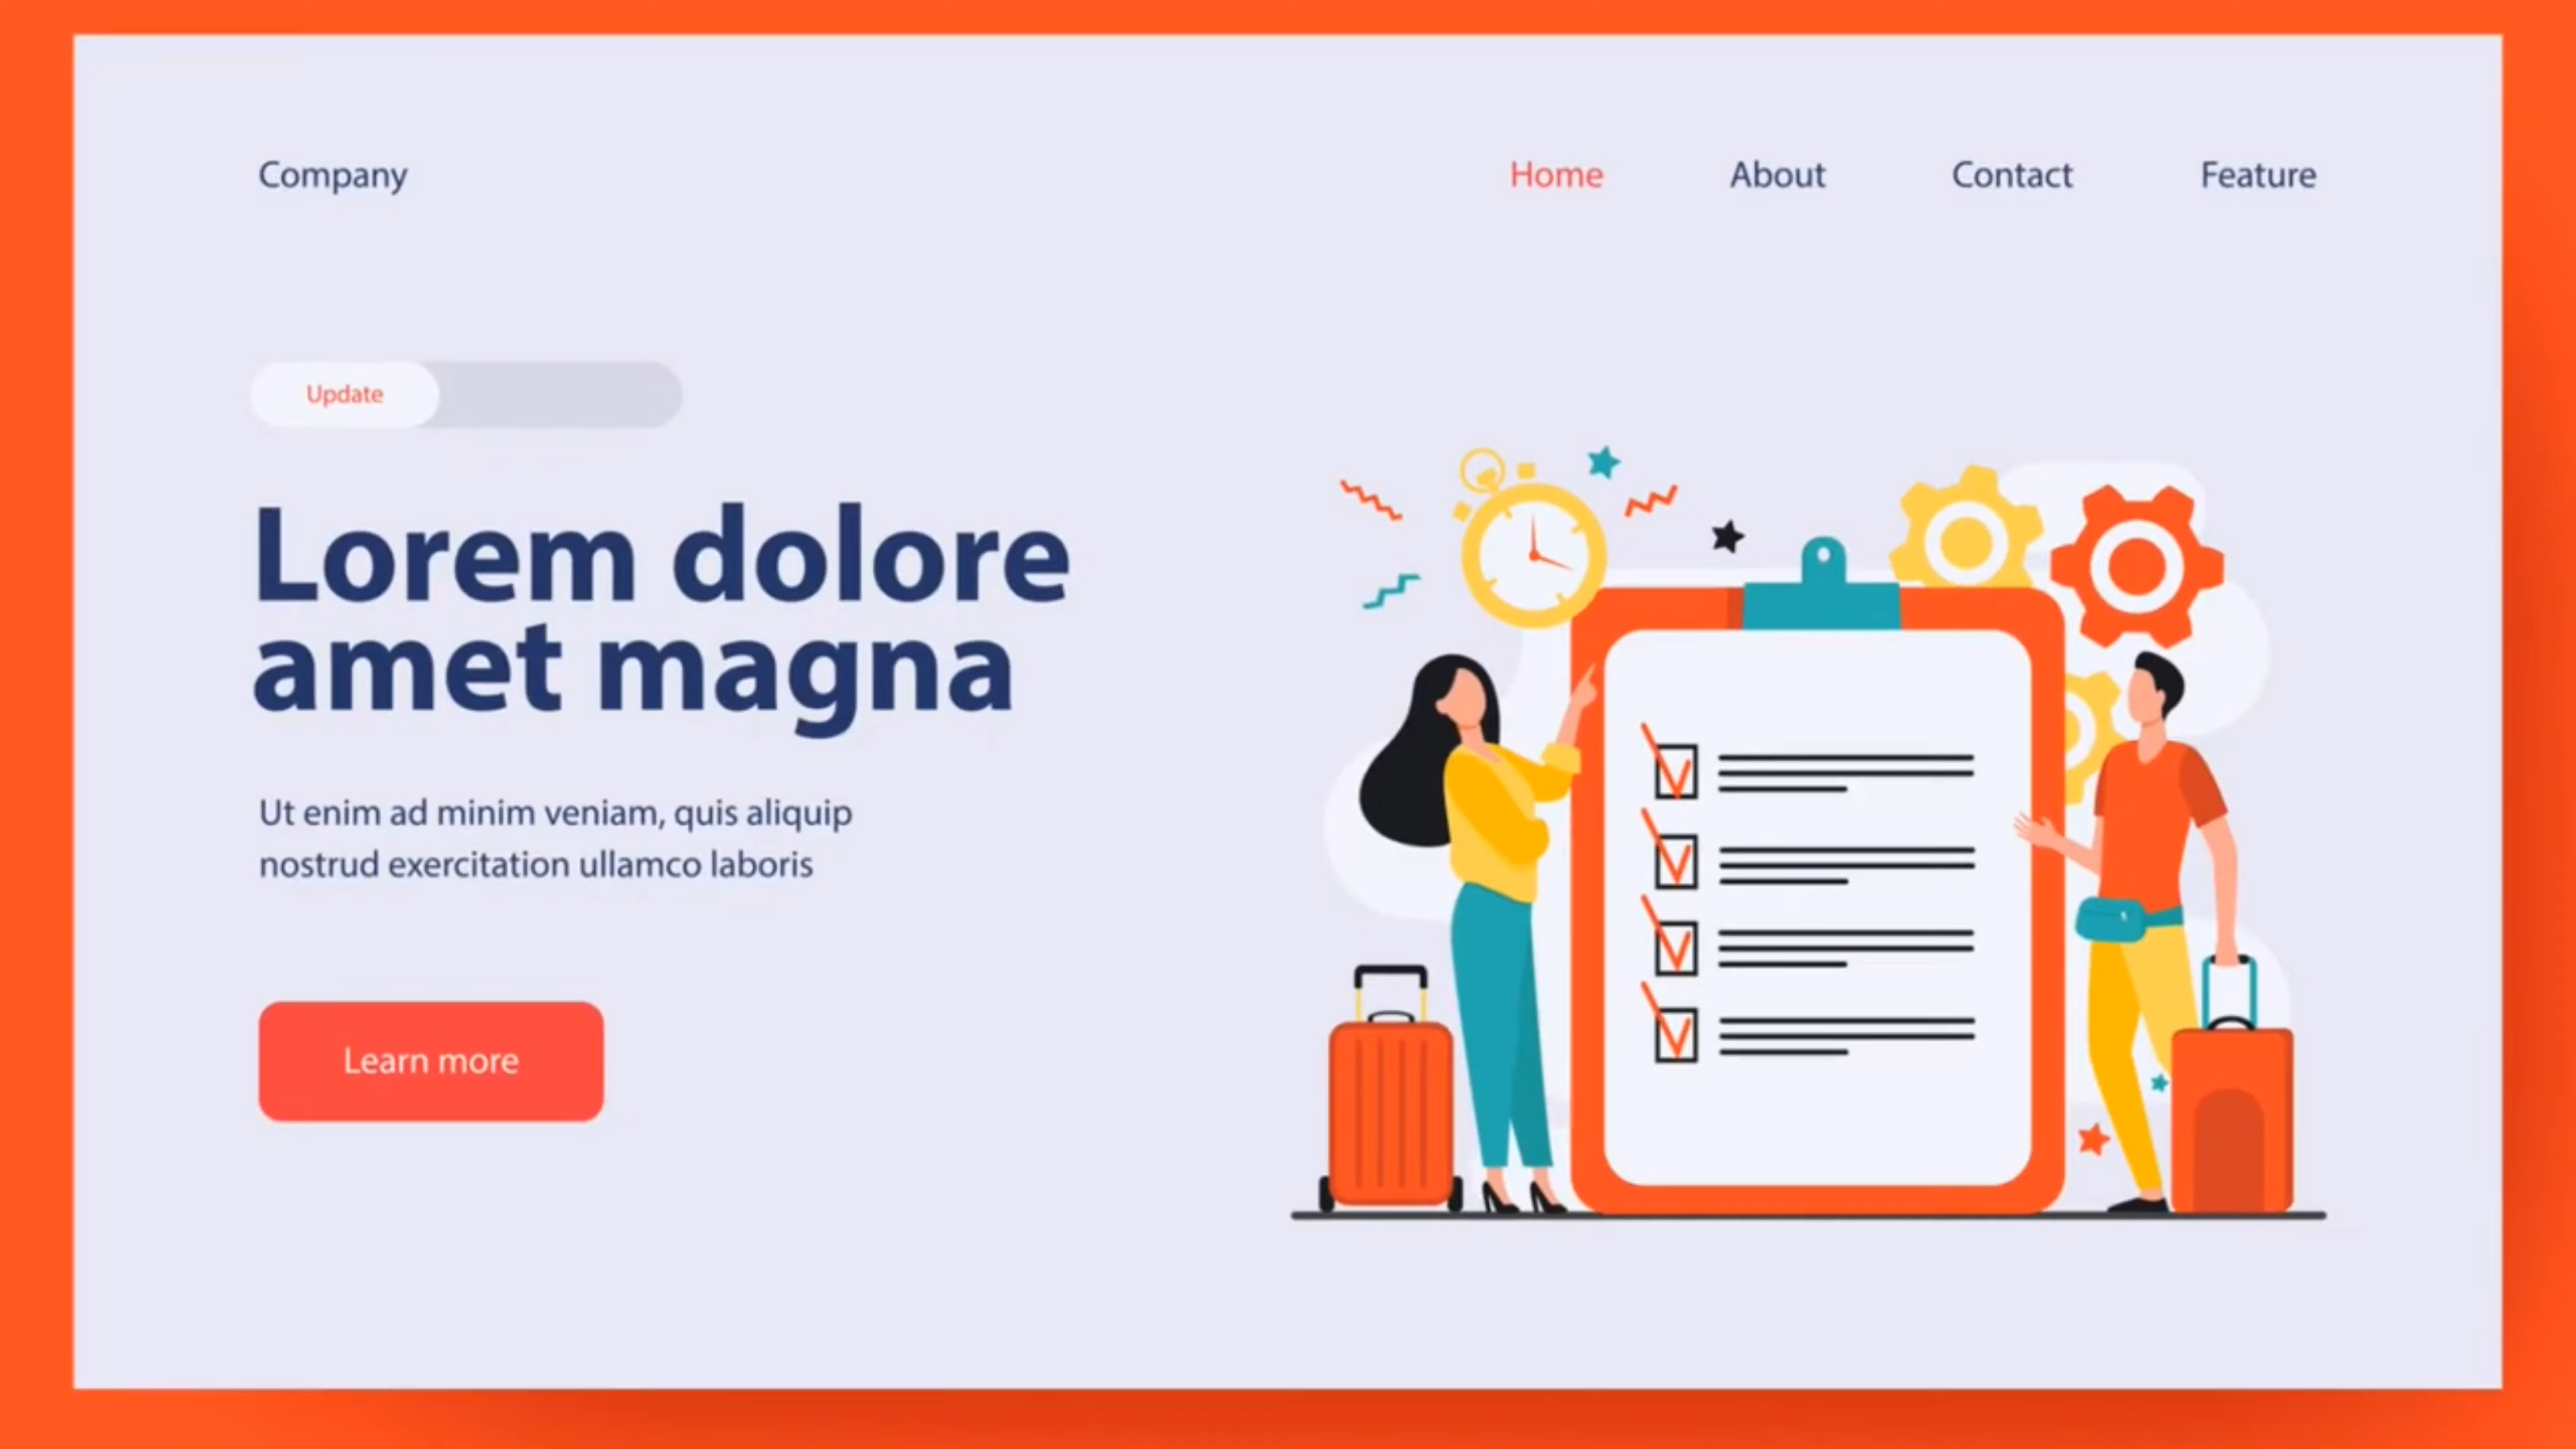 Company
Home
About
Contact
Feature
Update
Lorem dolore
amet magna
Ut enim ad minim veniam, quis aliquip
nostrud exercitation ullamco laboris
Learn more